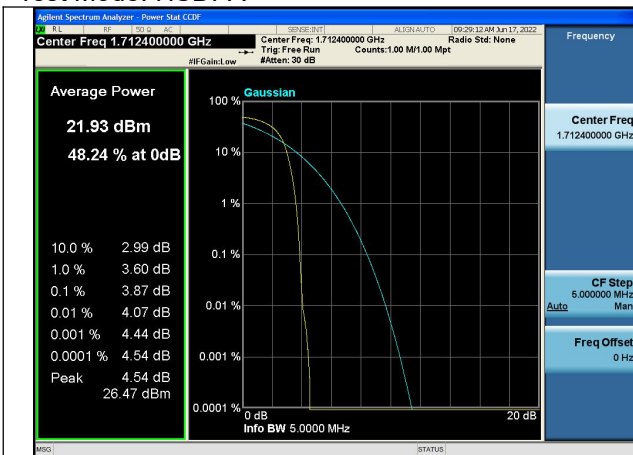 Agilent Spectrum Analyzer - Power Stat CCDF
RL RF 50 Ω AC SENSE:INT ALIGN AUTO 09:29:12 AM Jun 17, 2022
Center Freq 1.712400000 GHz
Center Freq: 1.712400000 GHz Radio Std: None
Trig: Free Run Counts:1.00 M/1.00 Mpt
#IFGain:Low #Atten: 30 dB
Frequency
Average Power
21.93 dBm
48.24 % at 0dB
10.0 % 2.99 dB
1.0 % 3.60 dB
0.1 % 3.87 dB
0.01 % 4.07 dB
0.001 % 4.44 dB
0.0001 % 4.54 dB
Peak 4.54 dB
26.47 dBm
Gaussian
100 %
10 %
1 %
0.1 %
0.01 %
0.001 %
0.0001 %
0 dB 20 dB
Info BW 5.0000 MHz
Center Freq
1.712400000 GHz
CF Step
5.000000 MHz
Auto Man
Freq Offset
0 Hz
MSG STATUS